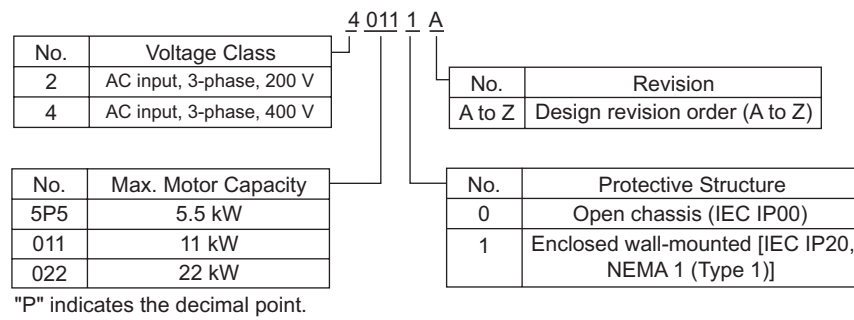 4 011 1 A
No. Voltage Class
2 AC input, 3-phase, 200 V
4 AC input, 3-phase, 400 V
No. Revision
A to Z Design revision order (A to Z)
No. Max. Motor Capacity
5P5 5.5 kW
011 11 kW
022 22 kW
"P" indicates the decimal point.
No. Protective Structure
0 Open chassis (IEC IP00)
1 Enclosed wall-mounted [IEC IP20,
NEMA 1 (Type 1)]